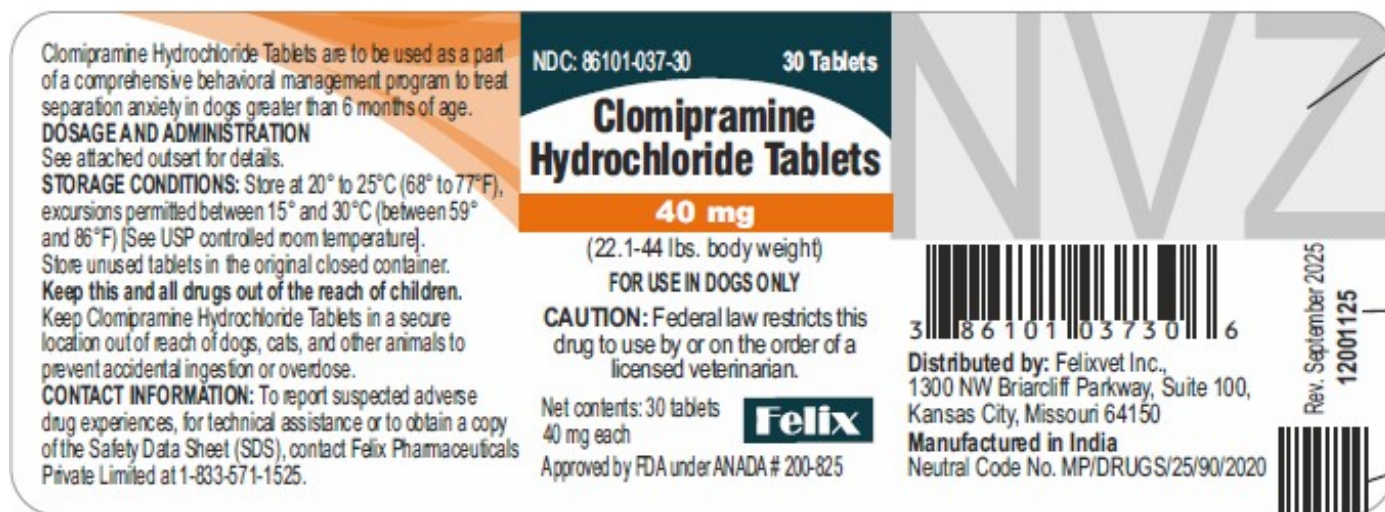 Clomipramine Hydrochloride Tablets are to be used as a part
of a comprehensive behavioral management program to treat
separation anxiety in dogs greater than 6 months of age.
DOSAGE AND ADMINISTRATION
See attached outsert for details.
STORAGE CONDITIONS: Store at 20° to 25°C (68° to 77°F),
excursions permitted between 15° and 30°C (between 59°
and 86°F) [See USP controlled room temperature].
Store unused tablets in the original closed container.
Keep this and all drugs out of the reach of children.
Keep Clomipramine Hydrochloride Tablets in a secure
location out of reach of dogs, cats, and other animals to
prevent accidental ingestion or overdose.
CONTACT INFORMATION: To report suspected adverse
drug experiences, for technical assistance or to obtain a copy
of the Safety Data Sheet (SDS), contact Felix Pharmaceuticals
Private Limited at 1-833-571-1525.
NDC: 86101-037-30 30 Tablets
Clomipramine
Hydrochloride Tablets
40 mg
(22.1-44 lbs. body weight)
FOR USE IN DOGS ONLY
CAUTION: Federal law restricts this
drug to use by or on the order of a
licensed veterinarian.
Net contents: 30 tablets
40 mg each
Felix
Approved by FDA under ANADA # 200-825
NVZ
3 86101 03730 6
Distributed by: Felixvet Inc.,
1300 NW Briarcliff Parkway, Suite 100,
Kansas City, Missouri 64150
Manufactured in India
Neutral Code No. MP/DRUGS/25/90/2020
Rev. September 2025
12001125